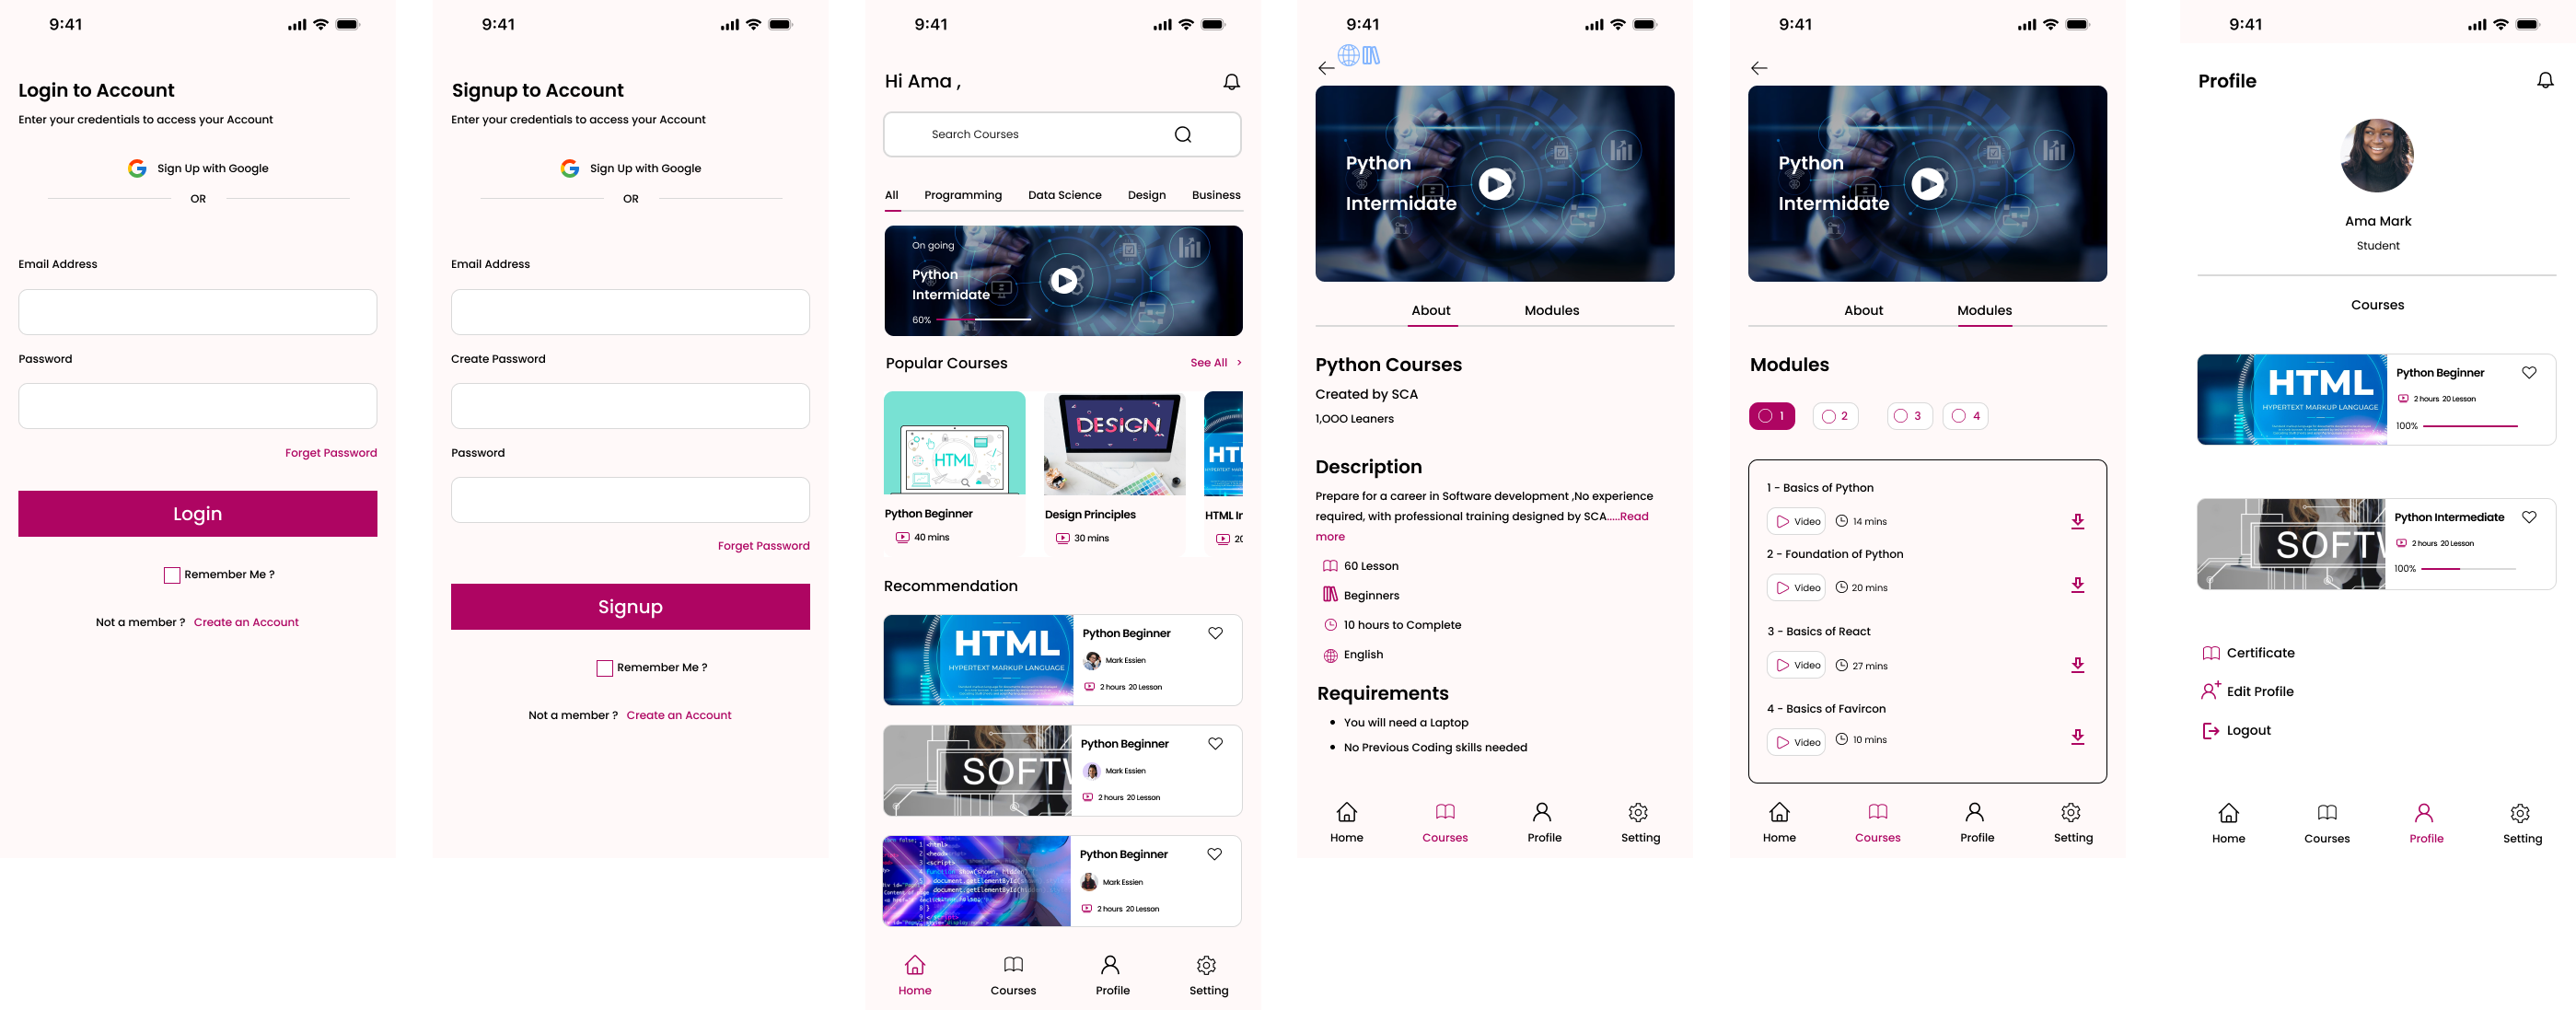 9:41
Login to Account
Enter your credentials to access your Account
Sign Up with Google
OR
Email Address
Password
Forget Password
Login
Remember Me ?
Not a member ? Create an Account
9:41
Signup to Account
Enter your credentials to access your Account
Sign Up with Google
OR
Email Address
Create Password
Password
Forget Password
Signup
Remember Me ?
Not a member ? Create an Account
9:41
Hi Ama ,
Search Courses
All Programming Data Science Design Business
On going
Python
Intermidate
60%
Popular Courses See All >
HTML
DESIGN
HT
Python Beginner
40 mins
Design Principles
30 mins
HTML In
20
Recommendation
HTML
HYPERTEXT MARKUP LANGUAGE
Python Beginner
Mark Essien
2 hours 20 Lesson
SOFTW
Python Beginner
Mark Essien
2 hours 20 Lesson
Python Beginner
Mark Essien
2 hours 20 Lesson
Home Courses Profile Setting
9:41
Python
Intermidate
About Modules
Python Courses
Created by SCA
1,OOO Leaners
Description
Prepare for a career in Software development ,No experience
required, with professional training designed by SCA.....Read
more
60 Lesson
Beginners
10 hours to Complete
English
Requirements
• You will need a Laptop
• No Previous Coding skills needed
Home Courses Profile Setting
9:41
Python
Intermidate
About Modules
Modules
1 2 3 4
1 - Basics of Python
Video 14 mins
2 - Foundation of Python
Video 20 mins
3 - Basics of React
Video 27 mins
4 - Basics of Favircon
Video 10 mins
Home Courses Profile Setting
9:41
Profile
Ama Mark
Student
Courses
HTML
HYPERTEXT MARKUP LANGUAGE
Python Beginner
2 hours 20 Lesson
100%
SOFTW
Python Intermediate
2 hours 20 Lesson
100%
Certificate
Edit Profile
Logout
Home Courses Profile Setting